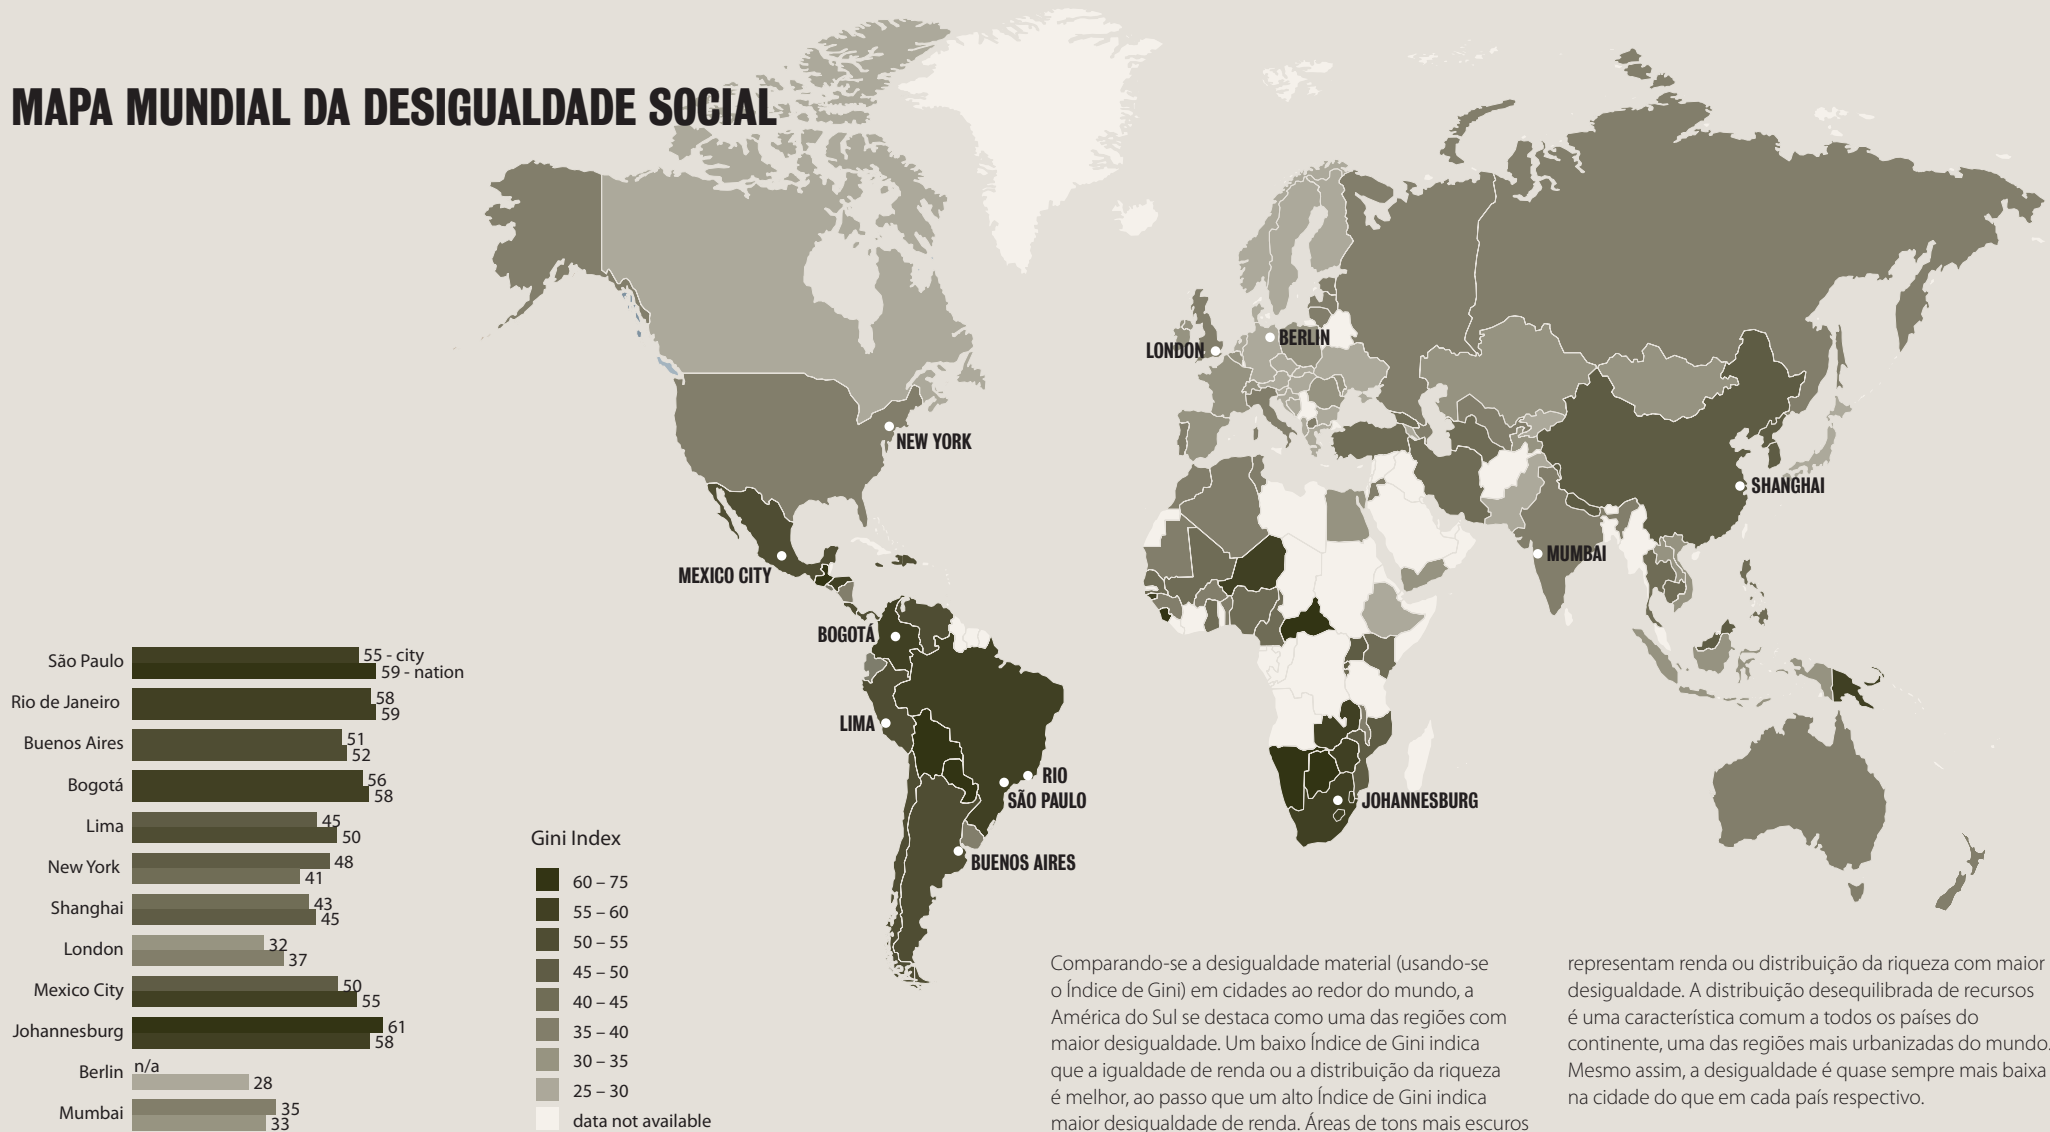 MAPA MUNDIAL DA DESIGUALDADE SOCIAL
LONDON
BERLIN
NEW YORK
SHANGHAI
MEXICO CITY
MUMBAI
BOGOTÁ
LIMA
RIO
SÃO PAULO
JOHANNESBURG
BUENOS AIRES
São Paulo
55 - city
59 - nation
Rio de Janeiro
58
59
Buenos Aires
51
52
Bogotá
56
58
Lima
45
50
New York
48
41
Shanghai
43
45
London
32
37
Mexico City
50
55
Johannesburg
61
58
Berlin
n/a
28
Mumbai
35
33
Gini Index
60 – 75
55 – 60
50 – 55
45 – 50
40 – 45
35 – 40
30 – 35
25 – 30
data not available
Comparando-se a desigualdade material (usando-se
o Índice de Gini) em cidades ao redor do mundo, a
América do Sul se destaca como uma das regiões com
maior desigualdade. Um baixo Índice de Gini indica
que a igualdade de renda ou a distribuição da riqueza
é melhor, ao passo que um alto Índice de Gini indica
maior desigualdade de renda. Áreas de tons mais escuros
representam renda ou distribuição da riqueza com maior
desigualdade. A distribuição desequilibrada de recursos
é uma característica comum a todos os países do
continente, uma das regiões mais urbanizadas do mundo.
Mesmo assim, a desigualdade é quase sempre mais baixa
na cidade do que em cada país respectivo.